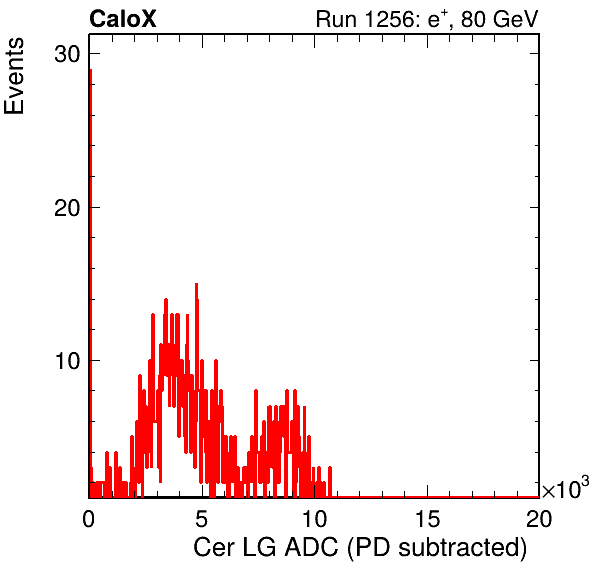 CaloX Run 1256: e⁺, 80 GeV
Events
30
20
10
0 5 10 15 20
×10³
Cer LG ADC (PD subtracted)